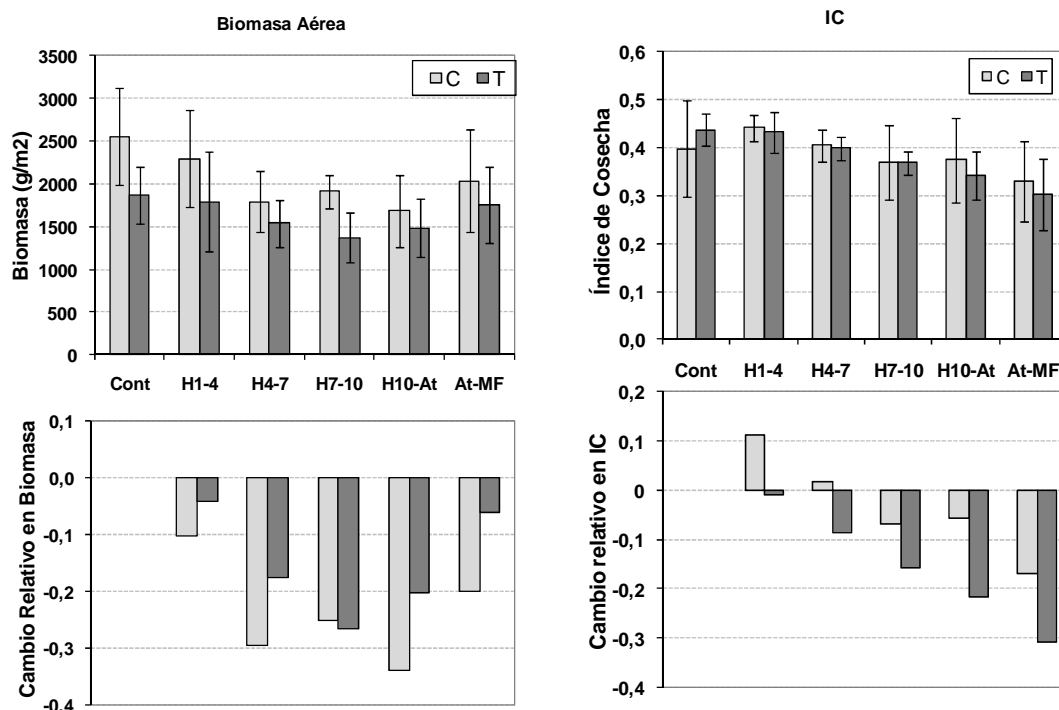 Biomasa Aérea
3500
3000
2500
2000
1500
1000
500
0
Biomasa (g/m2)
C T
Cont H1-4 H4-7 H7-10 H10-At At-MF
0,1
0,0
-0,1
-0,2
-0,3
-0,4
Cambio Relativo en Biomasa
IC
0,6
0,5
0,4
0,3
0,2
0,1
0,0
Índice de Cosecha
C T
Cont H1-4 H4-7 H7-10 H10-At At-MF
0,2
0,1
0
-0,1
-0,2
-0,3
-0,4
Cambio relativo en IC